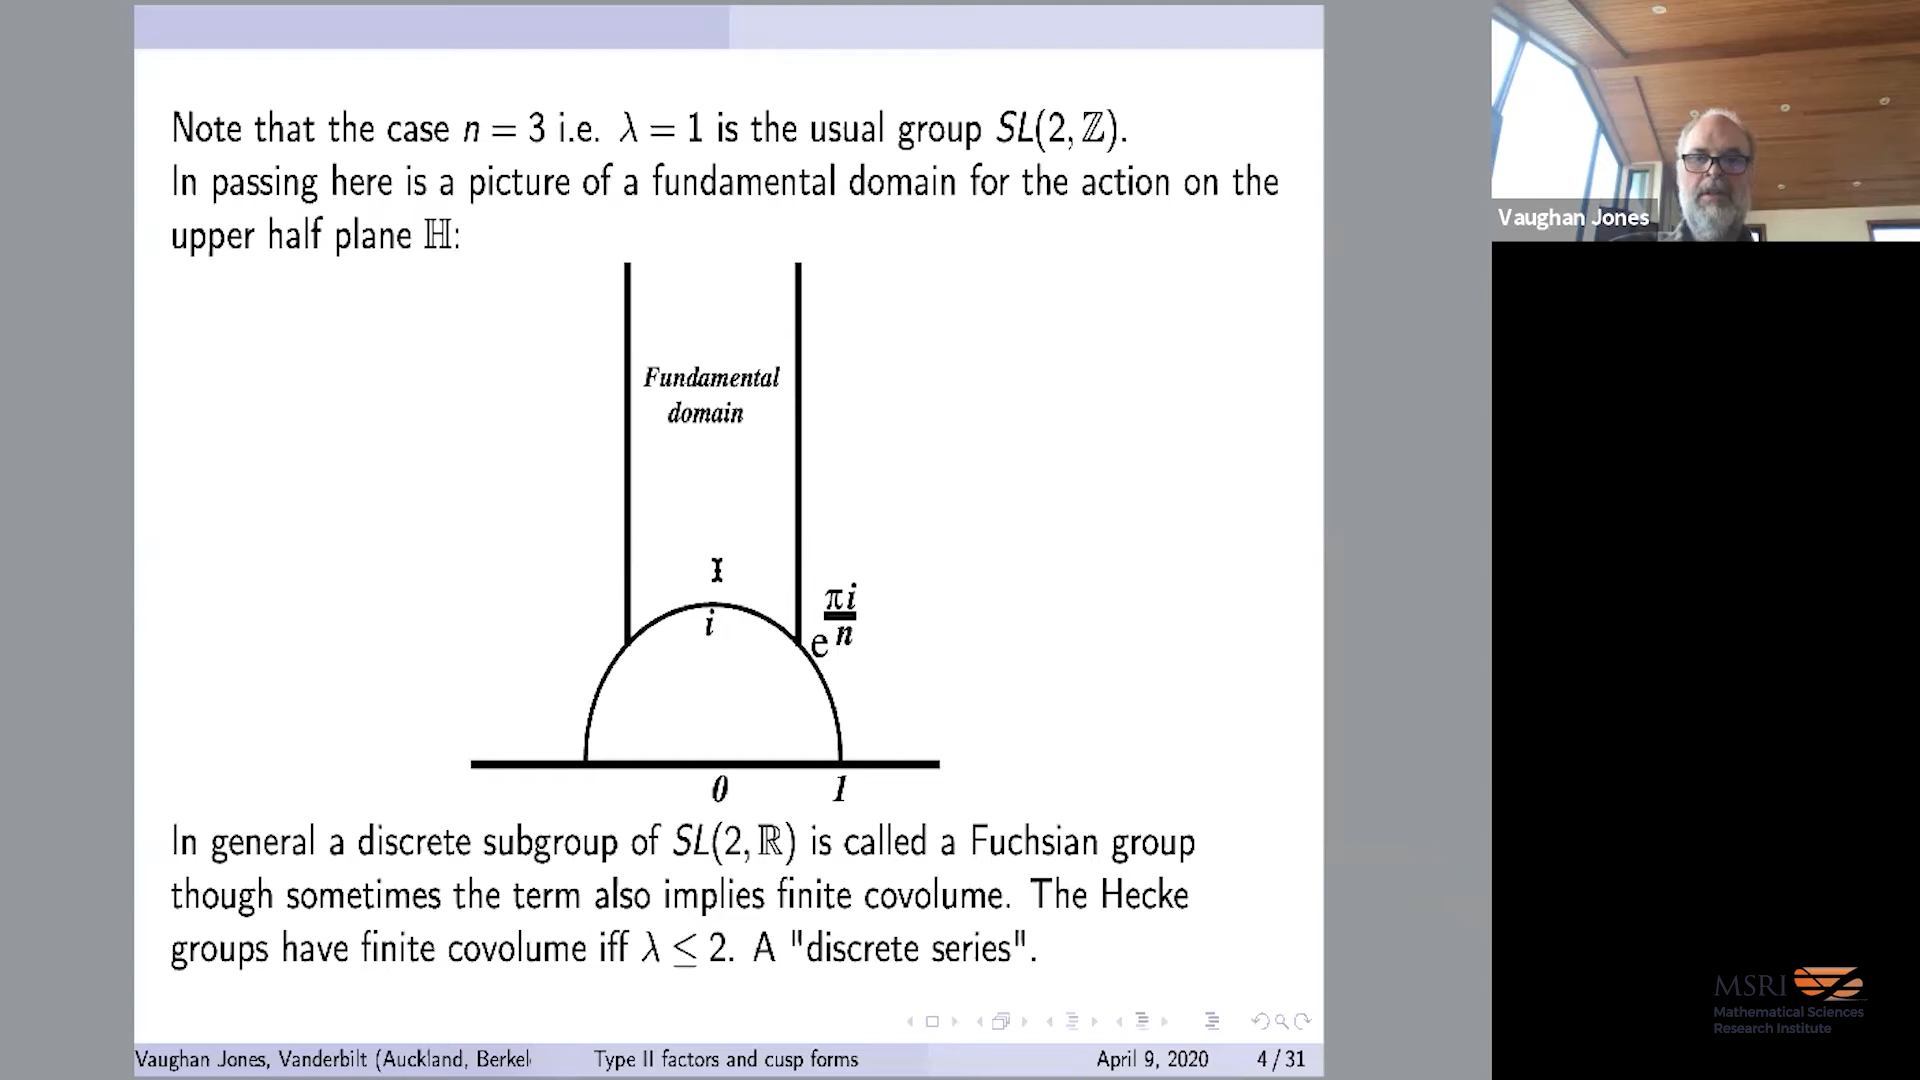 Note that the case n = 3 i.e. λ = 1 is the usual group SL(2, ℤ).
In passing here is a picture of a fundamental domain for the action on the
upper half plane ℍ:
Fundamental
domain
i
e^{πi/n}
0 1
In general a discrete subgroup of SL(2, ℝ) is called a Fuchsian group
though sometimes the term also implies finite covolume. The Hecke
groups have finite covolume iff λ ≤ 2. A "discrete series".
Vaughan Jones, Vanderbilt (Auckland, Berkel Type II factors and cusp forms April 9, 2020 4 / 31
Vaughan Jones
MSRI
Mathematical Sciences
Research Institute